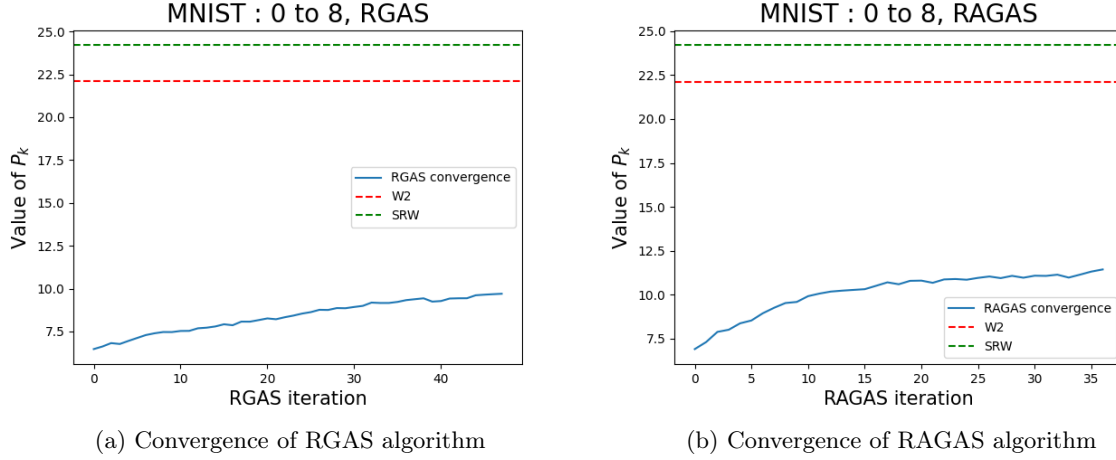 MNIST : 0 to 8, RGAS
25.0
22.5
20.0
17.5
15.0
12.5
10.0
7.5
Value of P_k
RGAS convergence
W2
SRW
0
10
20
30
40
RGAS iteration
(a) Convergence of RGAS algorithm
MNIST : 0 to 8, RAGAS
25.0
22.5
20.0
17.5
15.0
12.5
10.0
7.5
Value of P_k
RAGAS convergence
W2
SRW
0
5
10
15
20
25
30
35
RAGAS iteration
(b) Convergence of RAGAS algorithm